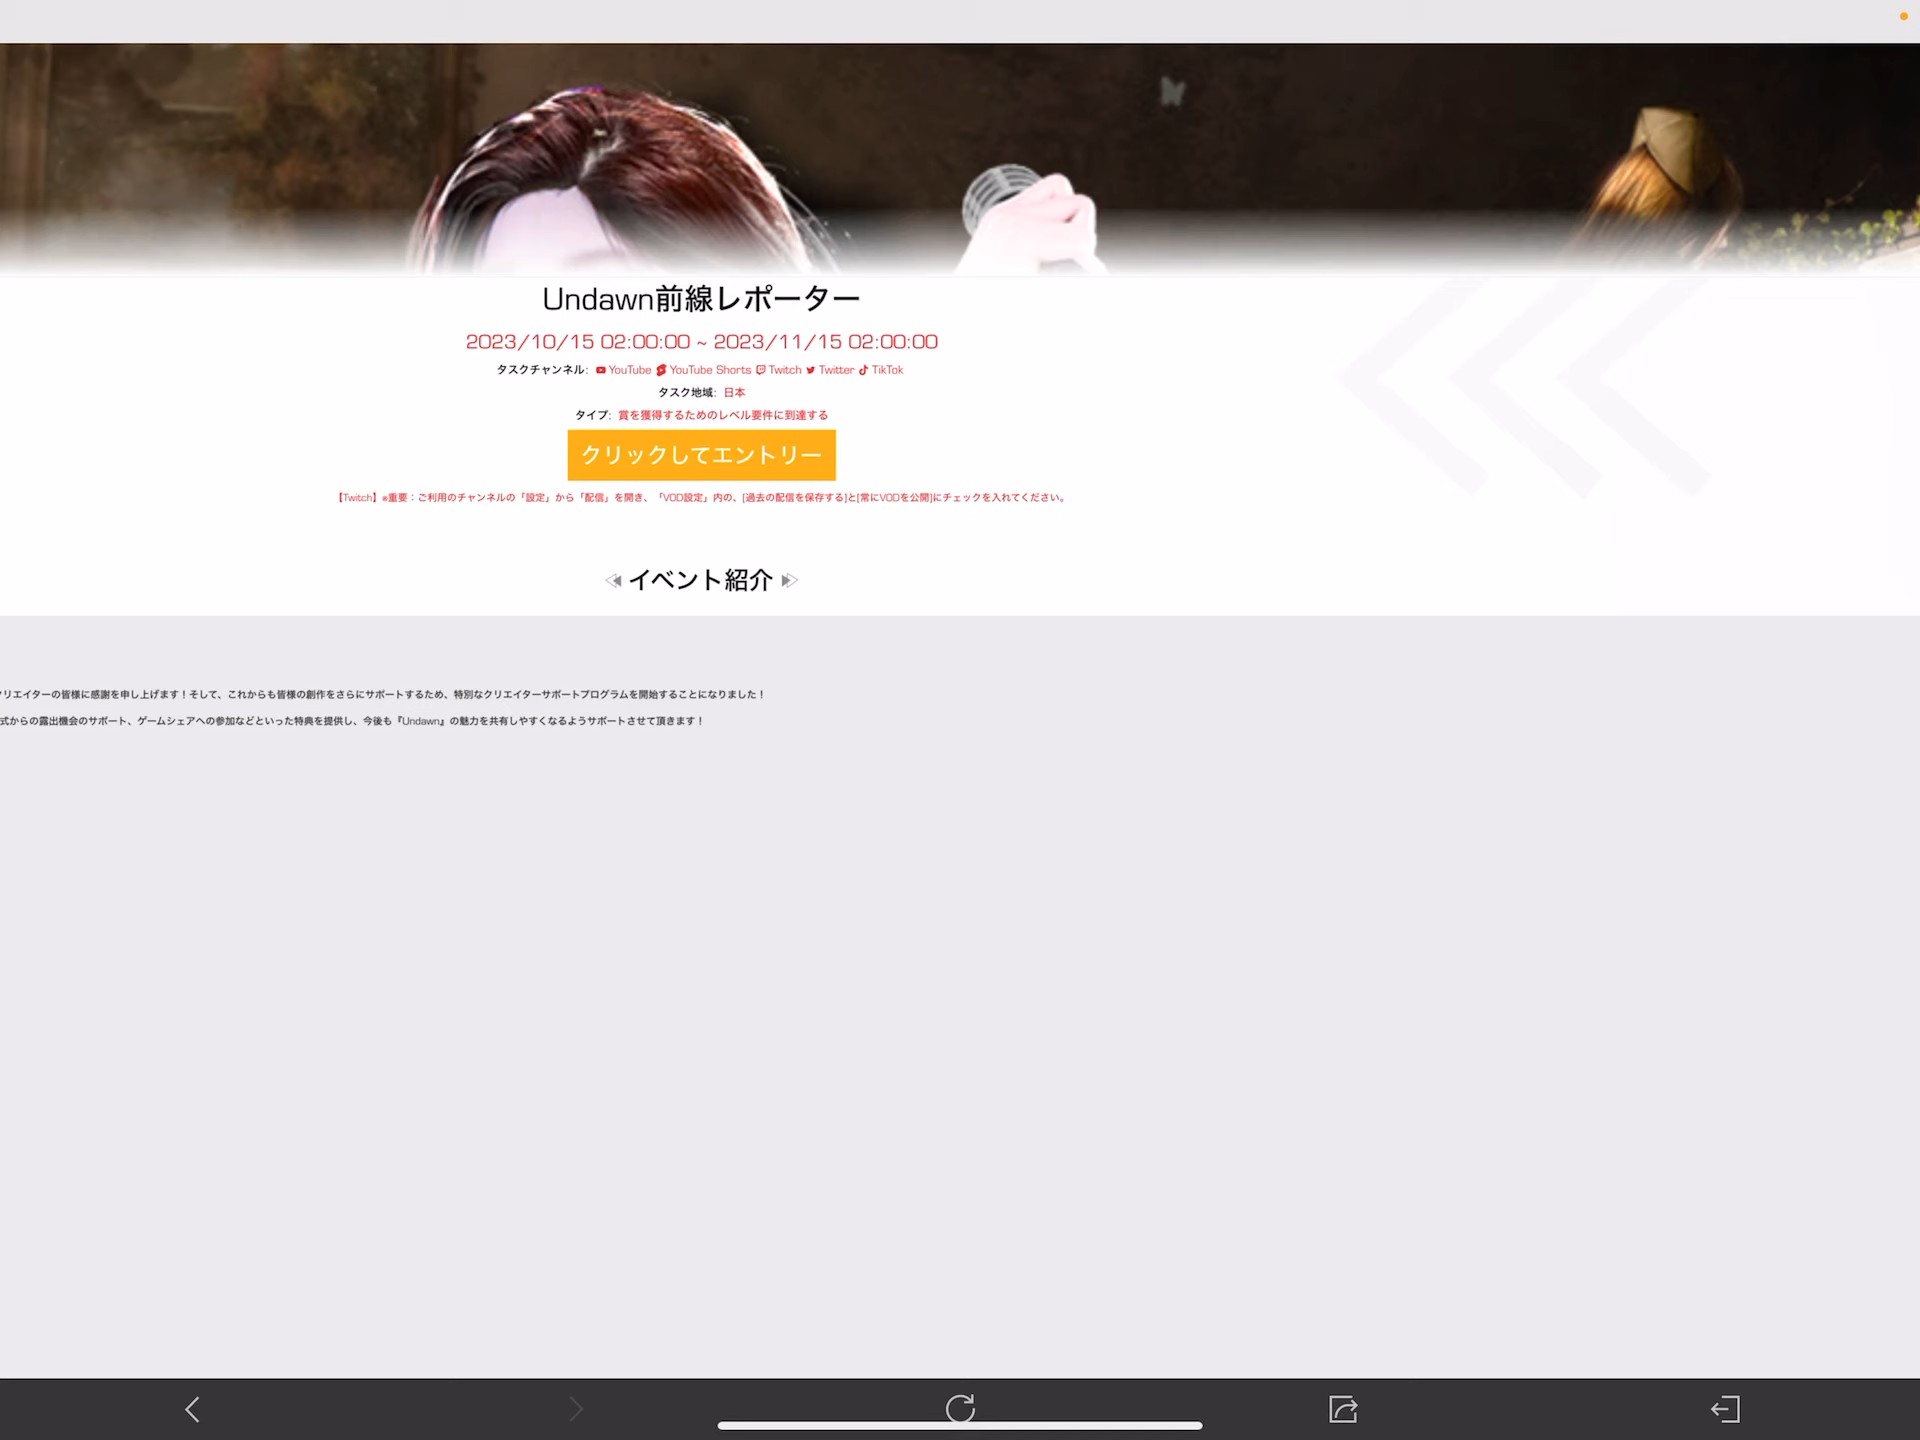 Undawn前線レポーター
2023/10/15 02:00:00 ~ 2023/11/15 02:00:00
タスクチャンネル: YouTube YouTube Shorts Twitch Twitter TikTok
タスク地域: 日本
タイプ: 賞を獲得するためのレベル要件に到達する
クリックしてエントリー
【Twitch】※重要：ご利用のチャンネルの「設定」から「配信」を開き、「VOD設定」内の、[過去の配信を保存する]と[常にVODを公開]にチェックを入れてください。
イベント紹介
クリエイターの皆様に感謝を申し上げます！そして、これからも皆様の創作をさらにサポートするため、特別なクリエイターサポートプログラムを開始することになりました！
式からの露出機会のサポート、ゲームシェアへの参加などといった特典を提供し、今後も『Undawn』の魅力を共有しやすくなるようサポートさせて頂きます！